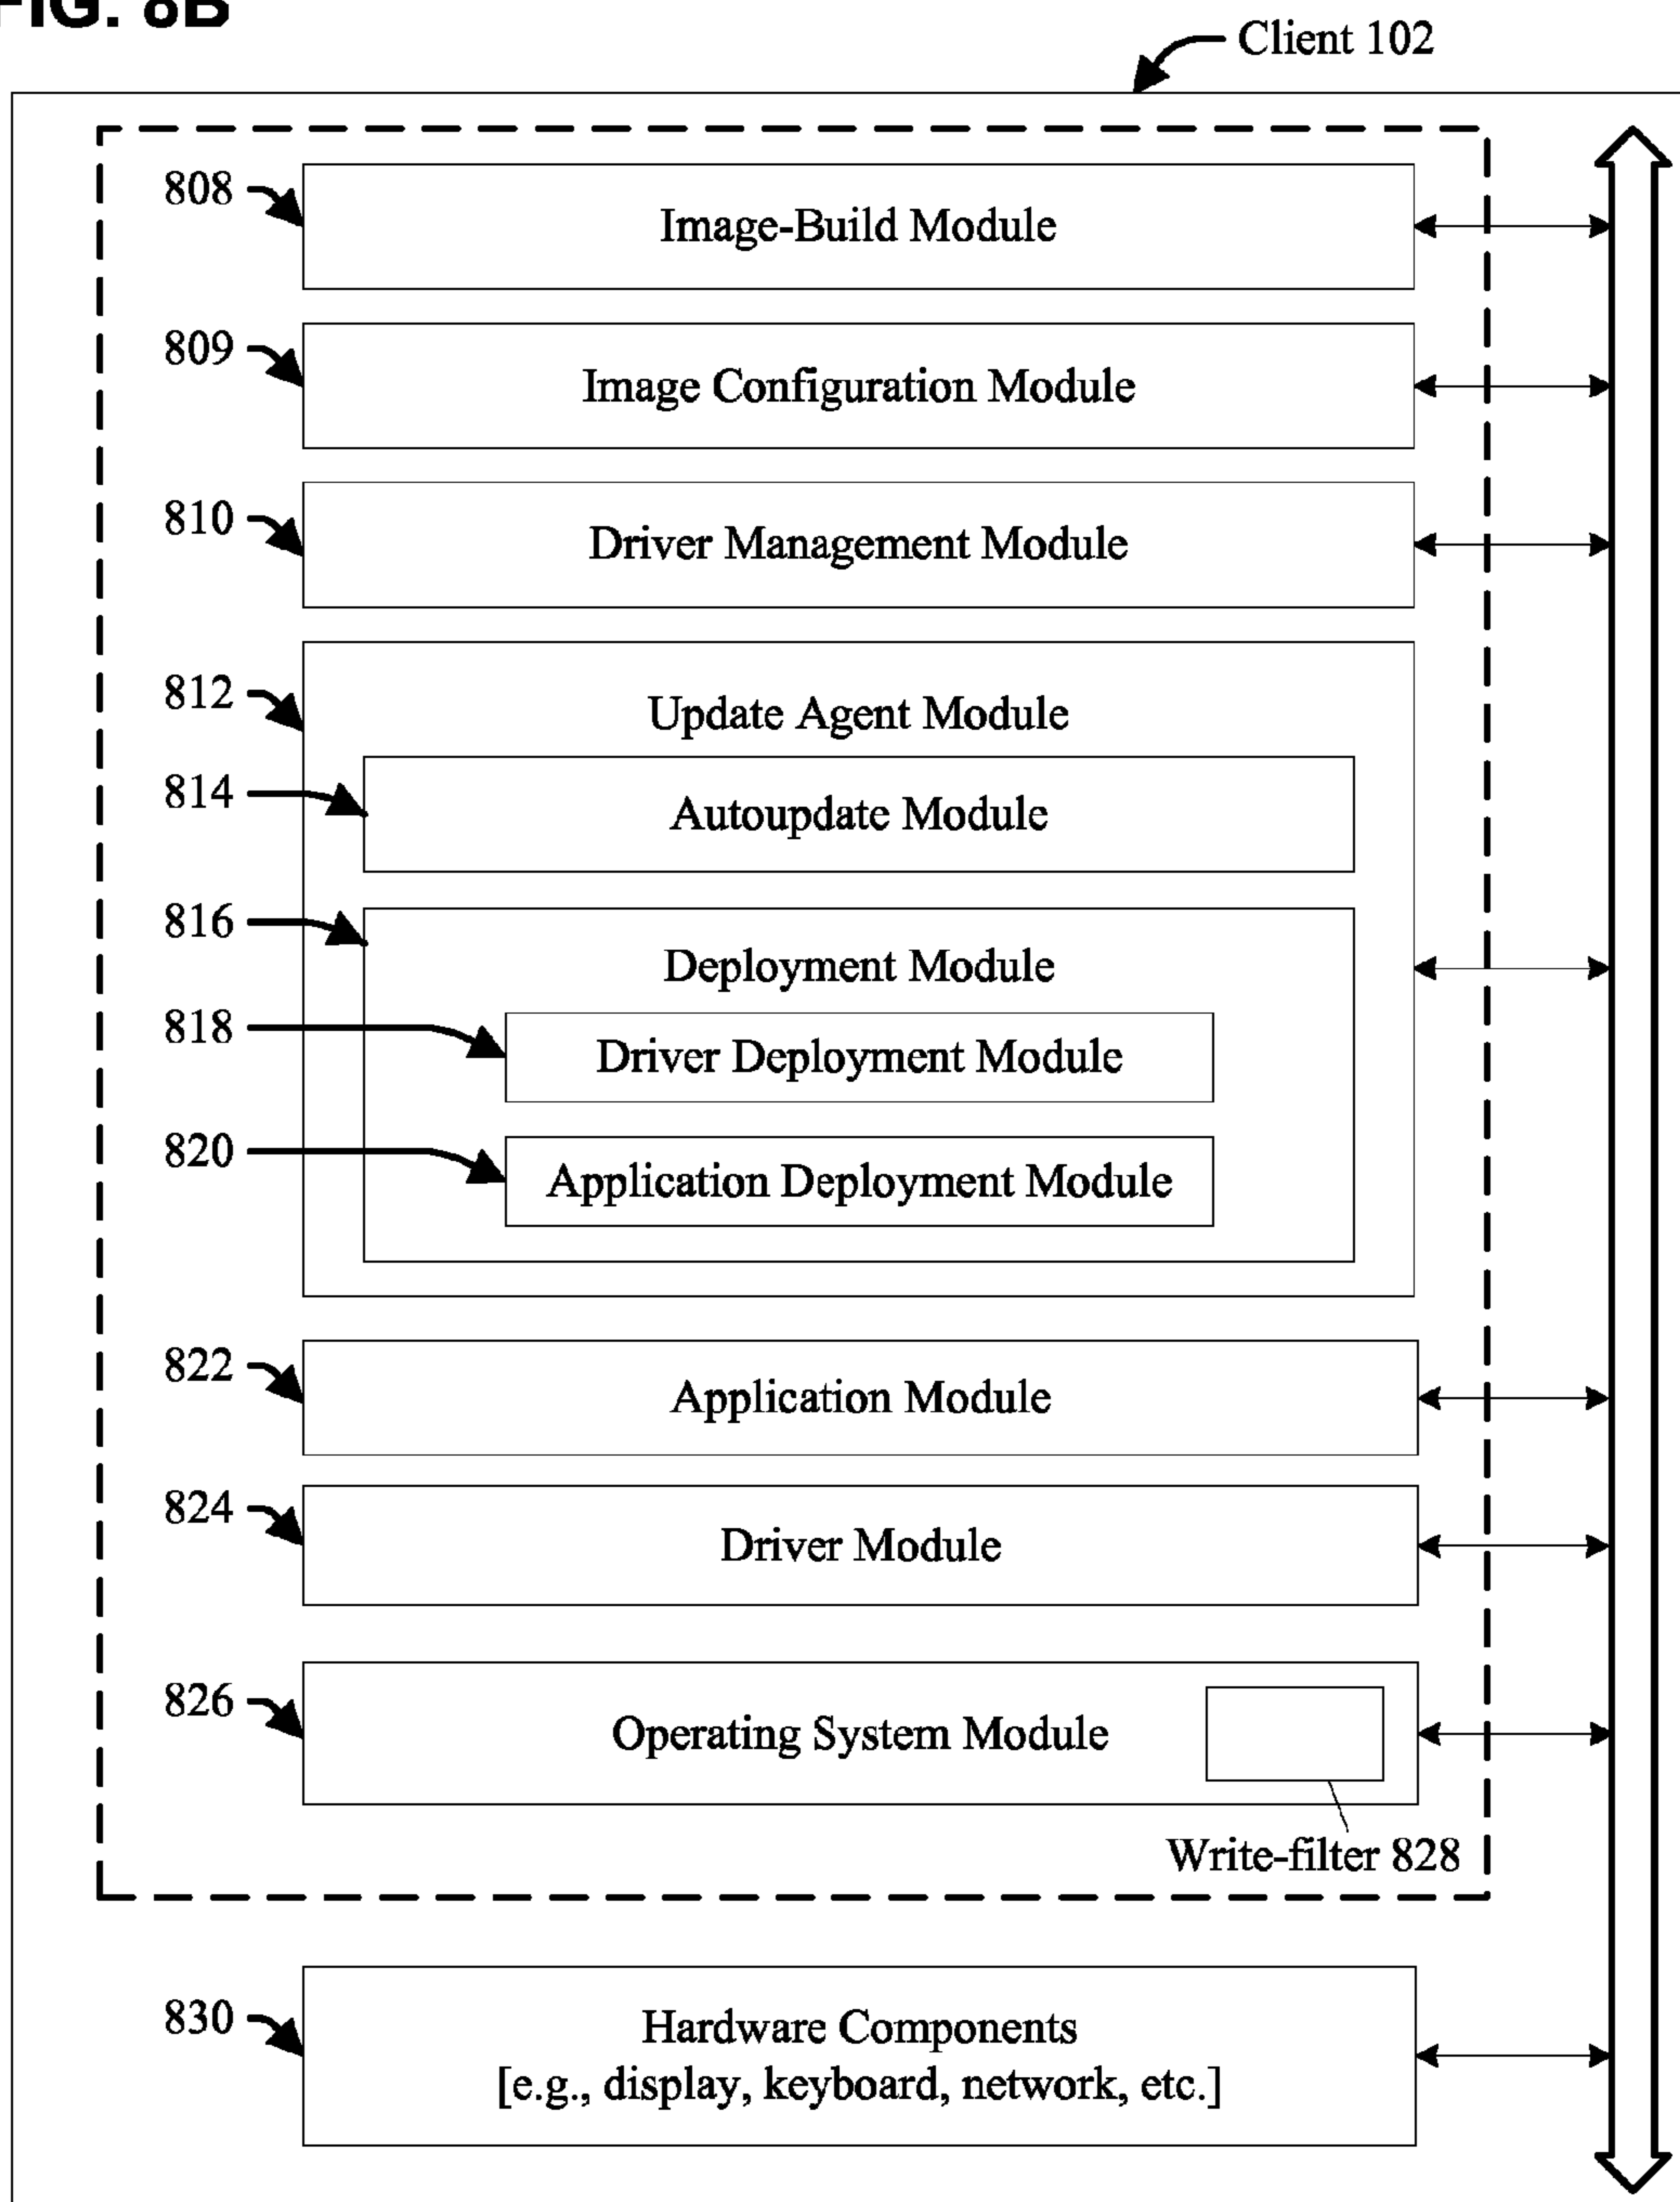 FIG. 8B
Client 102
808
Image-Build Module
809
Image Configuration Module
810
Driver Management Module
812
Update Agent Module
814
Autoupdate Module
816
Deployment Module
818
Driver Deployment Module
820
Application Deployment Module
822
Application Module
824
Driver Module
826
Operating System Module
Write-filter 828
830
Hardware Components
[e.g., display, keyboard, network, etc.]